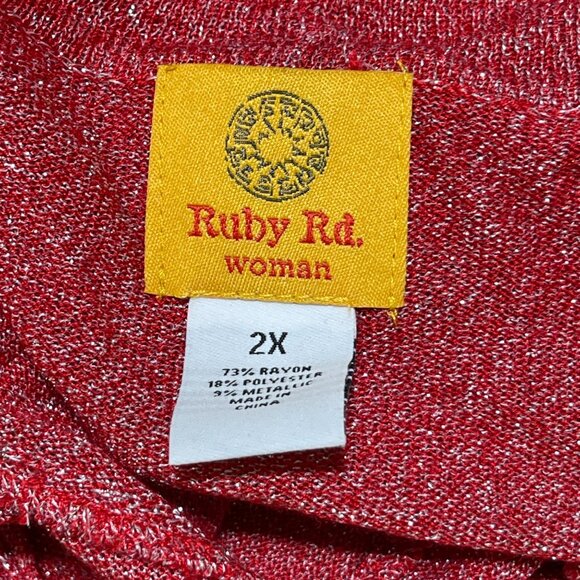 Ruby Rd.
woman
2X
73% RAYON
18% POLYESTER
9% METALLIC
MADE IN
CHINA